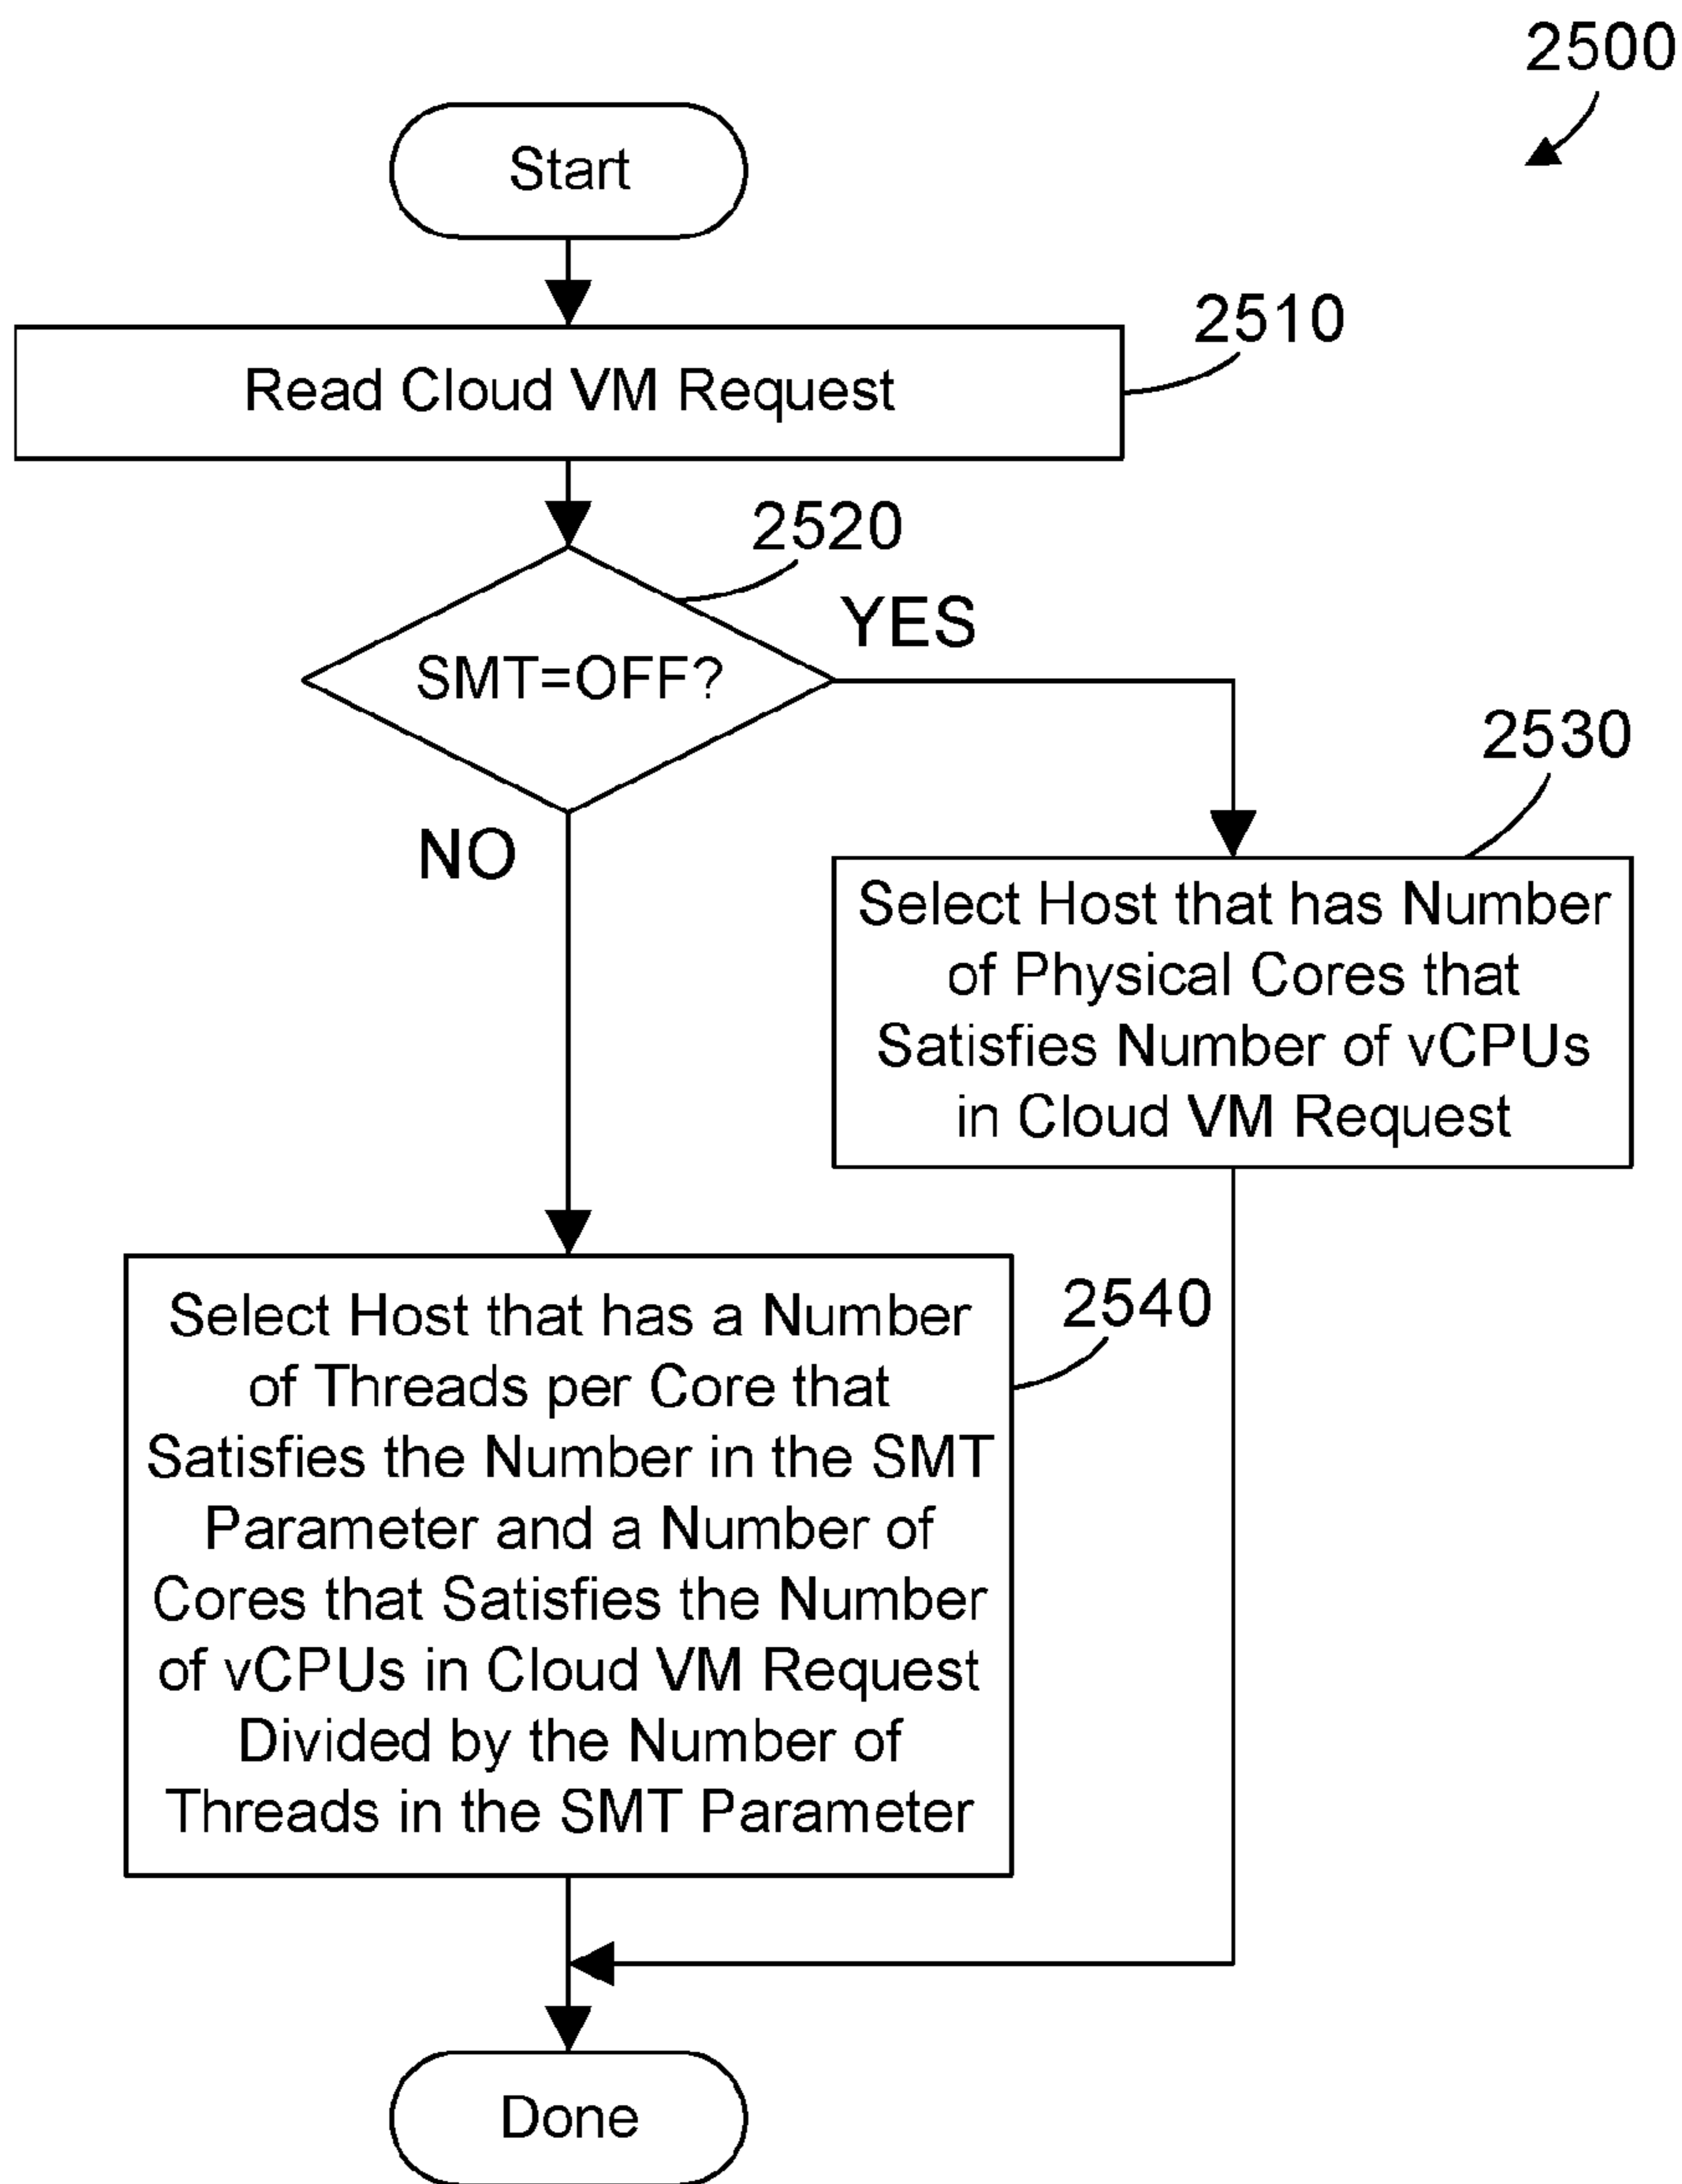 2500
Start
2510
Read Cloud VM Request
2520
SMT=OFF?
YES
NO
2530
Select Host that has Number
of Physical Cores that
Satisfies Number of vCPUs
in Cloud VM Request
2540
Select Host that has a Number
of Threads per Core that
Satisfies the Number in the SMT
Parameter and a Number of
Cores that Satisfies the Number
of vCPUs in Cloud VM Request
Divided by the Number of
Threads in the SMT Parameter
Done